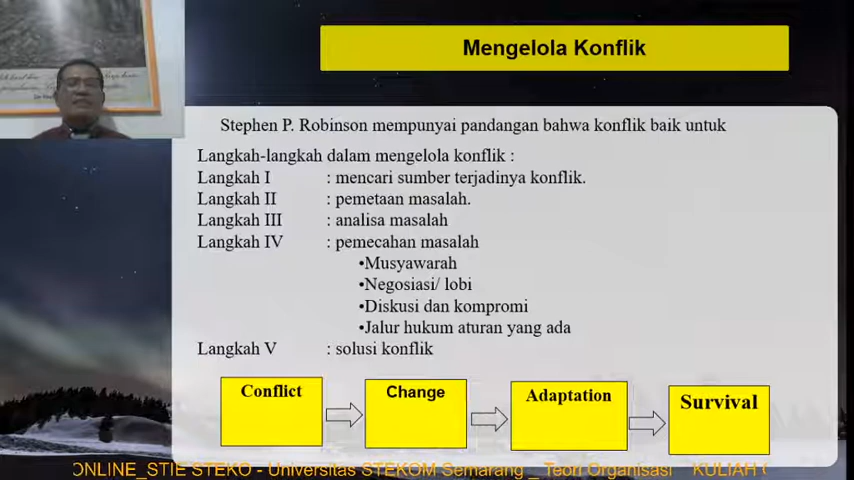 Mengelola Konflik
Stephen P. Robinson mempunyai pandangan bahwa konflik baik untuk
Langkah-langkah dalam mengelola konflik :
Langkah I : mencari sumber terjadinya konflik.
Langkah II : pemetaan masalah.
Langkah III : analisa masalah
Langkah IV : pemecahan masalah
•Musyawarah
•Negosiasi/ lobi
•Diskusi dan kompromi
•Jalur hukum aturan yang ada
Langkah V : solusi konflik
Conflict Change Adaptation Survival
ONLINE_STIE STEKO - Universitas STEKOM Semarang _ Teori Organisasi KULIAH